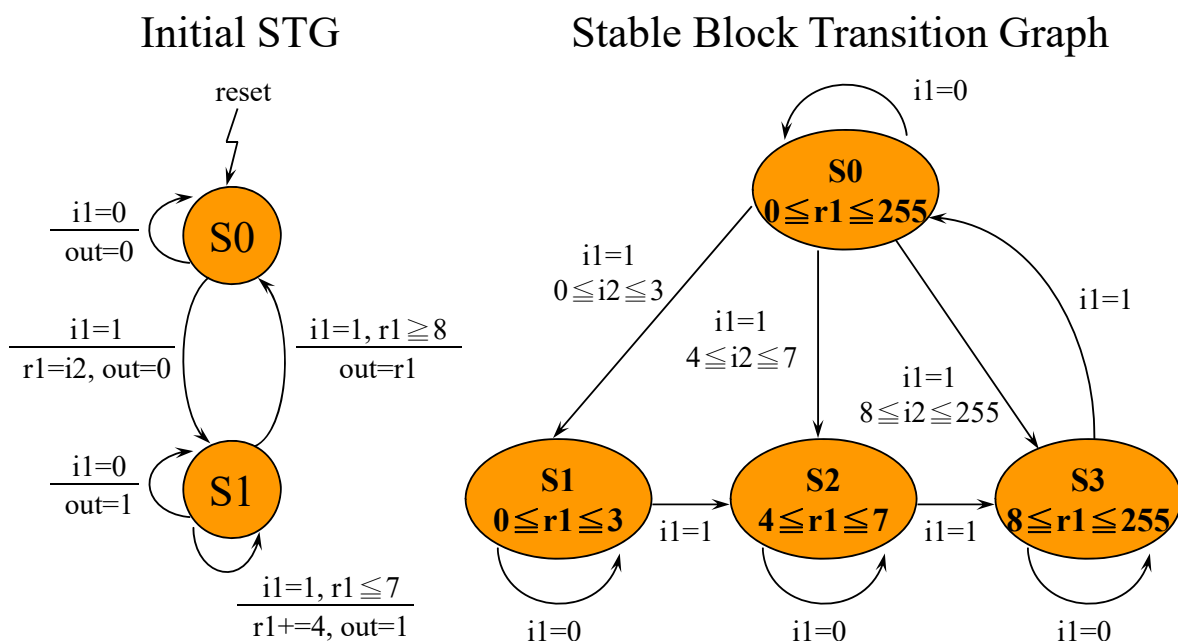 Initial STG
reset
S0
i1=0
out=0
i1=1
r1=i2, out=0
i1=1, r1≧8
out=r1
i1=0
out=1
S1
i1=1, r1≦7
r1+=4, out=1
Stable Block Transition Graph
i1=0
S0
0≦r1≦255
i1=1
0≦i2≦3
i1=1
4≦i2≦7
i1=1
8≦i2≦255
i1=1
S1
0≦r1≦3
i1=1
S2
4≦r1≦7
i1=1
S3
8≦r1≦255
i1=0
i1=0
i1=0